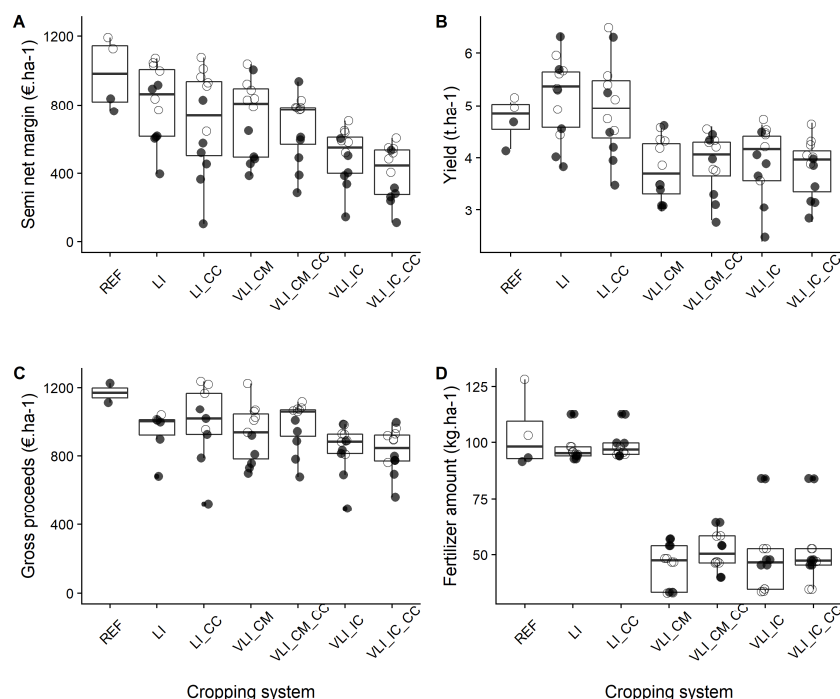 A
Semi net margin (€.ha-1)
1200
800
400
0
REF
LI
LI_CC
VLI_CM
VLI_CM_CC
VLI_IC
VLI_IC_CC
B
Yield (t.ha-1)
6
5
4
3
REF
LI
LI_CC
VLI_CM
VLI_CM_CC
VLI_IC
VLI_IC_CC
C
Gross proceeds (€.ha-1)
1200
800
400
0
REF
LI
LI_CC
VLI_CM
VLI_CM_CC
VLI_IC
VLI_IC_CC
Cropping system
D
Fertilizer amount (kg.ha-1)
125
100
75
50
REF
LI
LI_CC
VLI_CM
VLI_CM_CC
VLI_IC
VLI_IC_CC
Cropping system